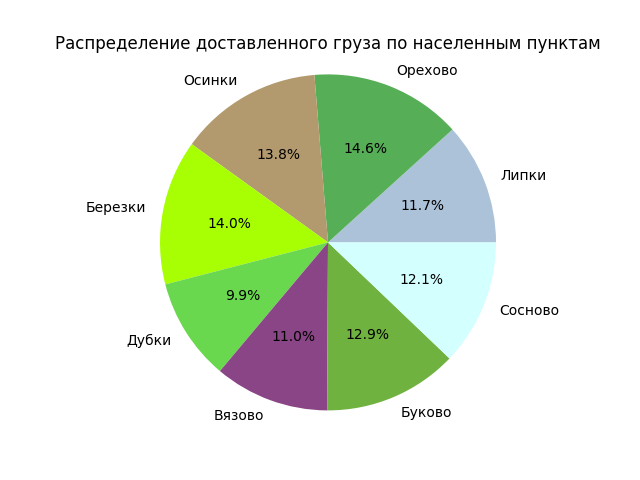 Распределение доставленного груза по населенным пунктам
Орехово
Осинки
14.6%
13.8%
Липки
11.7%
Березки
14.0%
12.1%
9.9%
Сосново
12.9%
11.0%
Дубки
Буково
Вязово